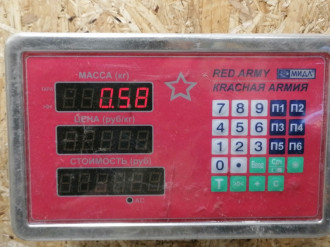 МАССА (кг)
0.58
ЦЕНА (руб/кг)
СТОИМОСТЬ (руб)
RED ARMY МИДЛ
КРАСНАЯ АРМИЯ
7 8 9 П1 П2
4 5 6 П3 П4
1 2 3 П5 П6
0 •
T + C